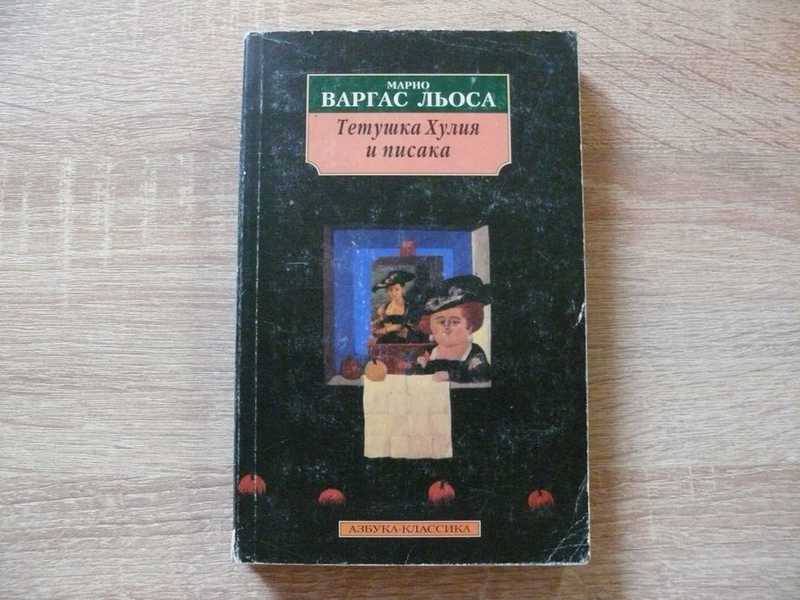 МАРИО
ВАРГАС ЛЬОСА
Тетушка Хулия
и писака
АЗБУКА-КЛАССИКА